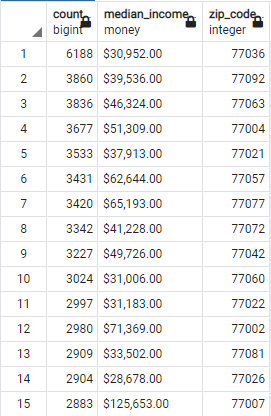 count median_income zip_code
bigint money integer
1 6188 $30,952.00 77036
2 3860 $39,536.00 77092
3 3836 $46,324.00 77063
4 3677 $51,309.00 77004
5 3533 $37,913.00 77021
6 3431 $62,644.00 77057
7 3420 $65,193.00 77077
8 3342 $41,228.00 77072
9 3227 $49,726.00 77042
10 3024 $31,006.00 77060
11 2997 $31,183.00 77022
12 2980 $71,369.00 77002
13 2909 $33,502.00 77081
14 2904 $28,678.00 77026
15 2883 $125,653.00 77007